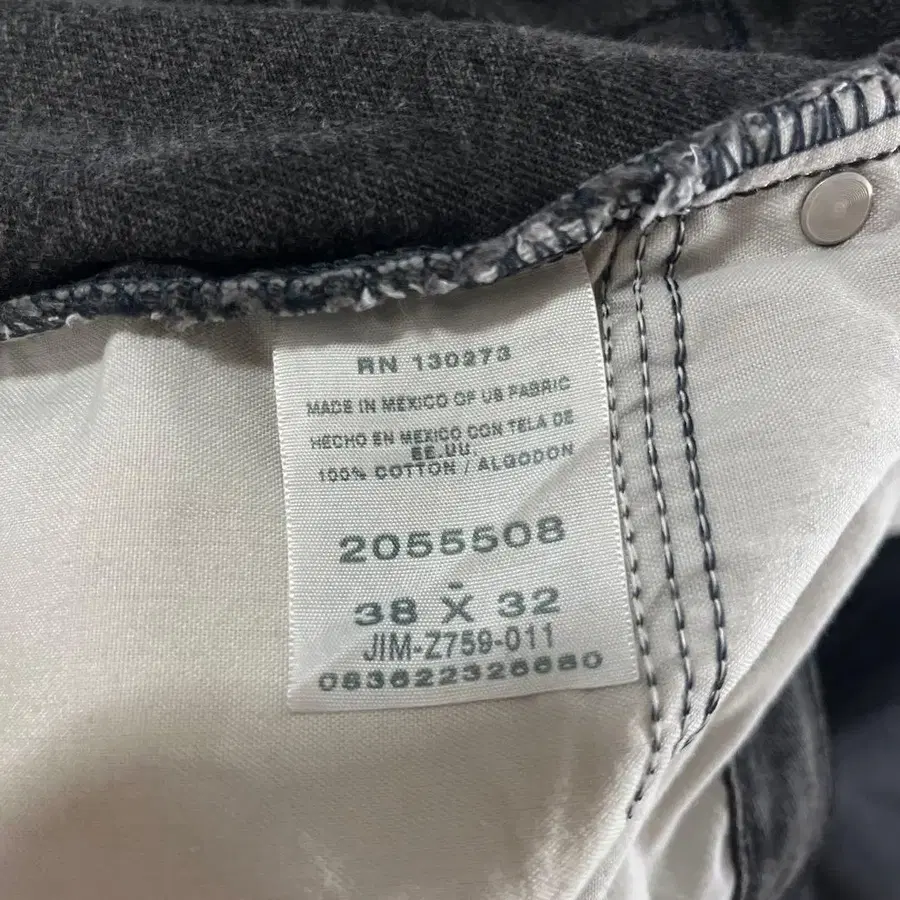 RN 130273
MADE IN MEXICO OF US FABRIC
HECHO EN MEXICO CON TELA DE
EE.UU.
100% COTTON / ALGODON
2055508
38 X 32
JIM-Z759-011
083622326680